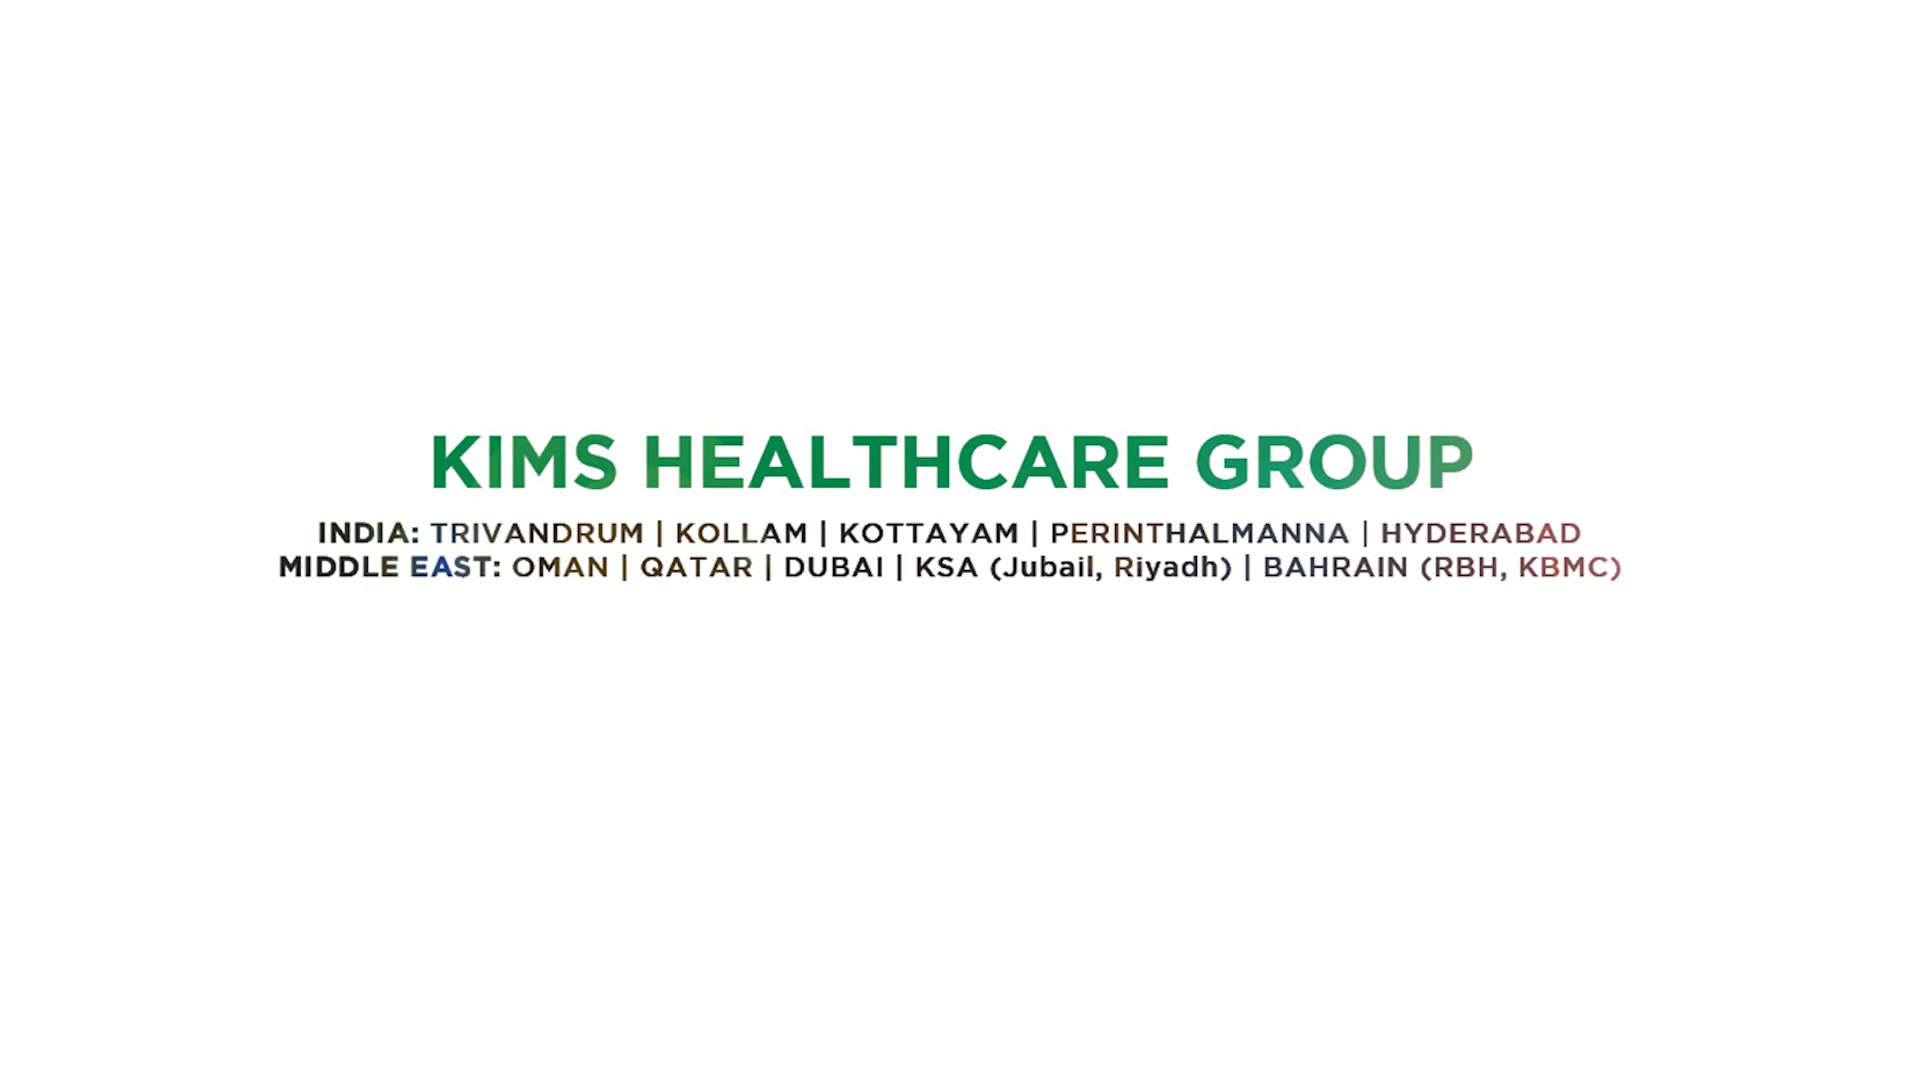 KIMS HEALTHCARE GROUP
INDIA: TRIVANDRUM | KOLLAM | KOTTAYAM | PERINTHALMANNA | HYDERABAD
MIDDLE EAST: OMAN | QATAR | DUBAI | KSA (Jubail, Riyadh) | BAHRAIN (RBH, KBMC)